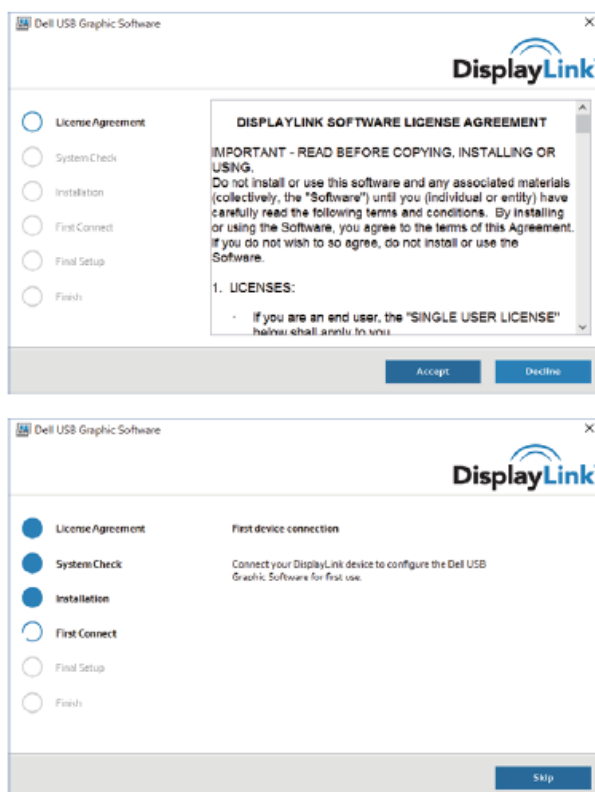 Dell USB Graphic Software
DisplayLink
License Agreement
System Check
Installation
First Connect
Final Setup
Finish
DISPLAYLINK SOFTWARE LICENSE AGREEMENT
IMPORTANT - READ BEFORE COPYING, INSTALLING OR
USING.
Do not install or use this software and any associated materials
(collectively, the "Software") until you (individual or entity) have
carefully read the following terms and conditions. By installing
or using the Software, you agree to the terms of this Agreement.
If you do not wish to so agree, do not install or use the
Software.
1. LICENSES:
· If you are an end user, the "SINGLE USER LICENSE"
below shall apply to you
Accept
Decline
Dell USB Graphic Software
DisplayLink
License Agreement
System Check
Installation
First Connect
Final Setup
Finish
First device connection
Connect your DisplayLink device to configure the Dell USB
Graphic Software for first use.
Skip